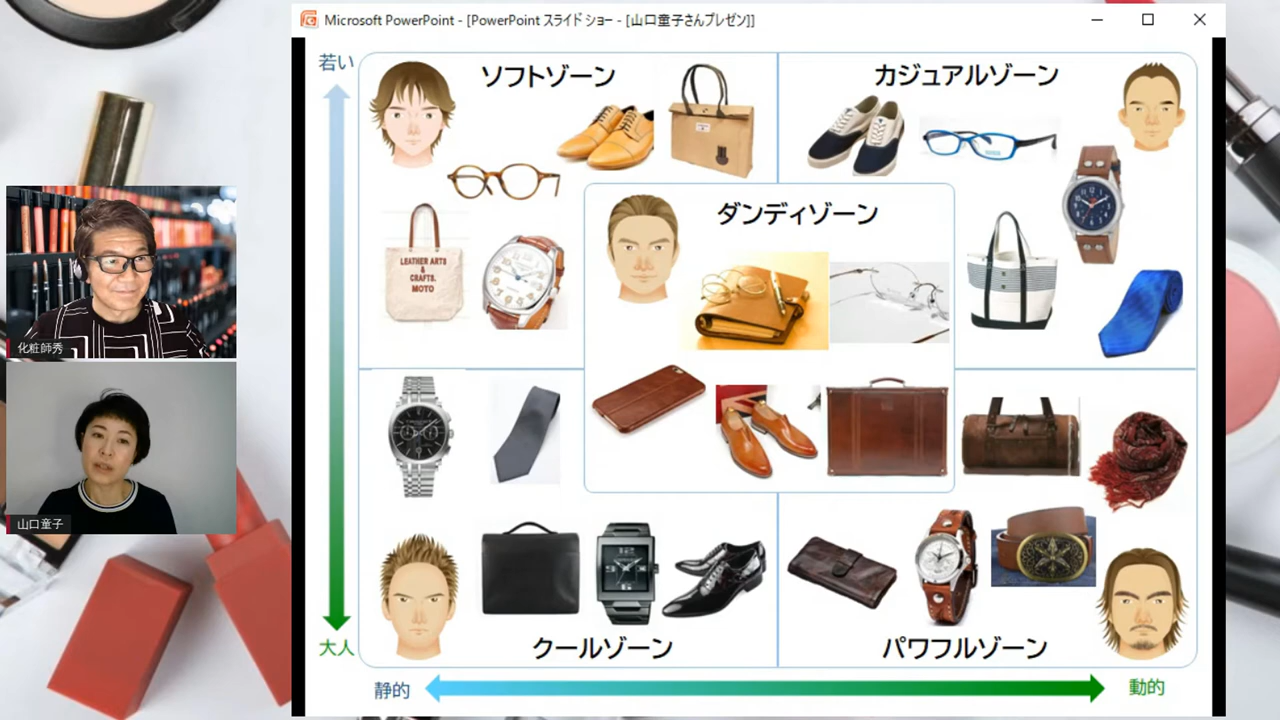 Microsoft PowerPoint - [PowerPoint スライド ショー - [山口童子さんプレゼン]]
若い
ソフトゾーン
カジュアルゾーン
ダンディゾーン
LEATHER ARTS
&
CRAFTS.
MOTO
化粧師秀
山口童子
大人
クールゾーン
パワフルゾーン
静的
動的